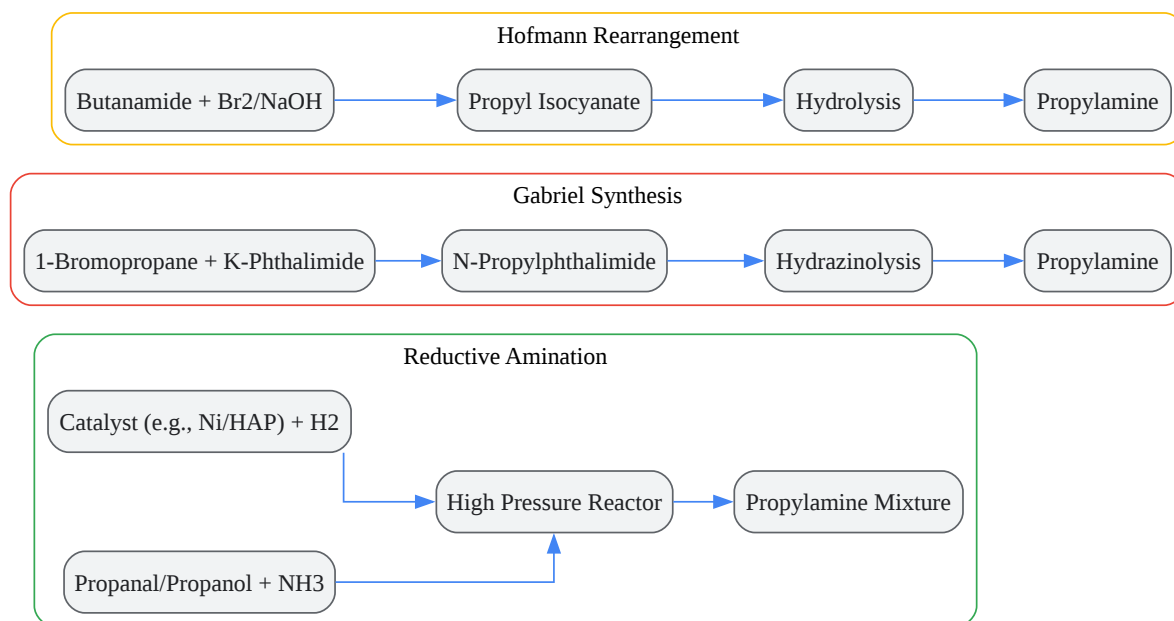 Hofmann Rearrangement
Butanamide + Br2/NaOH
Propyl Isocyanate
Hydrolysis
Propylamine
Gabriel Synthesis
1-Bromopropane + K-Phthalimide
N-Propylphthalimide
Hydrazinolysis
Propylamine
Reductive Amination
Catalyst (e.g., Ni/HAP) + H2
High Pressure Reactor
Propylamine Mixture
Propanal/Propanol + NH3